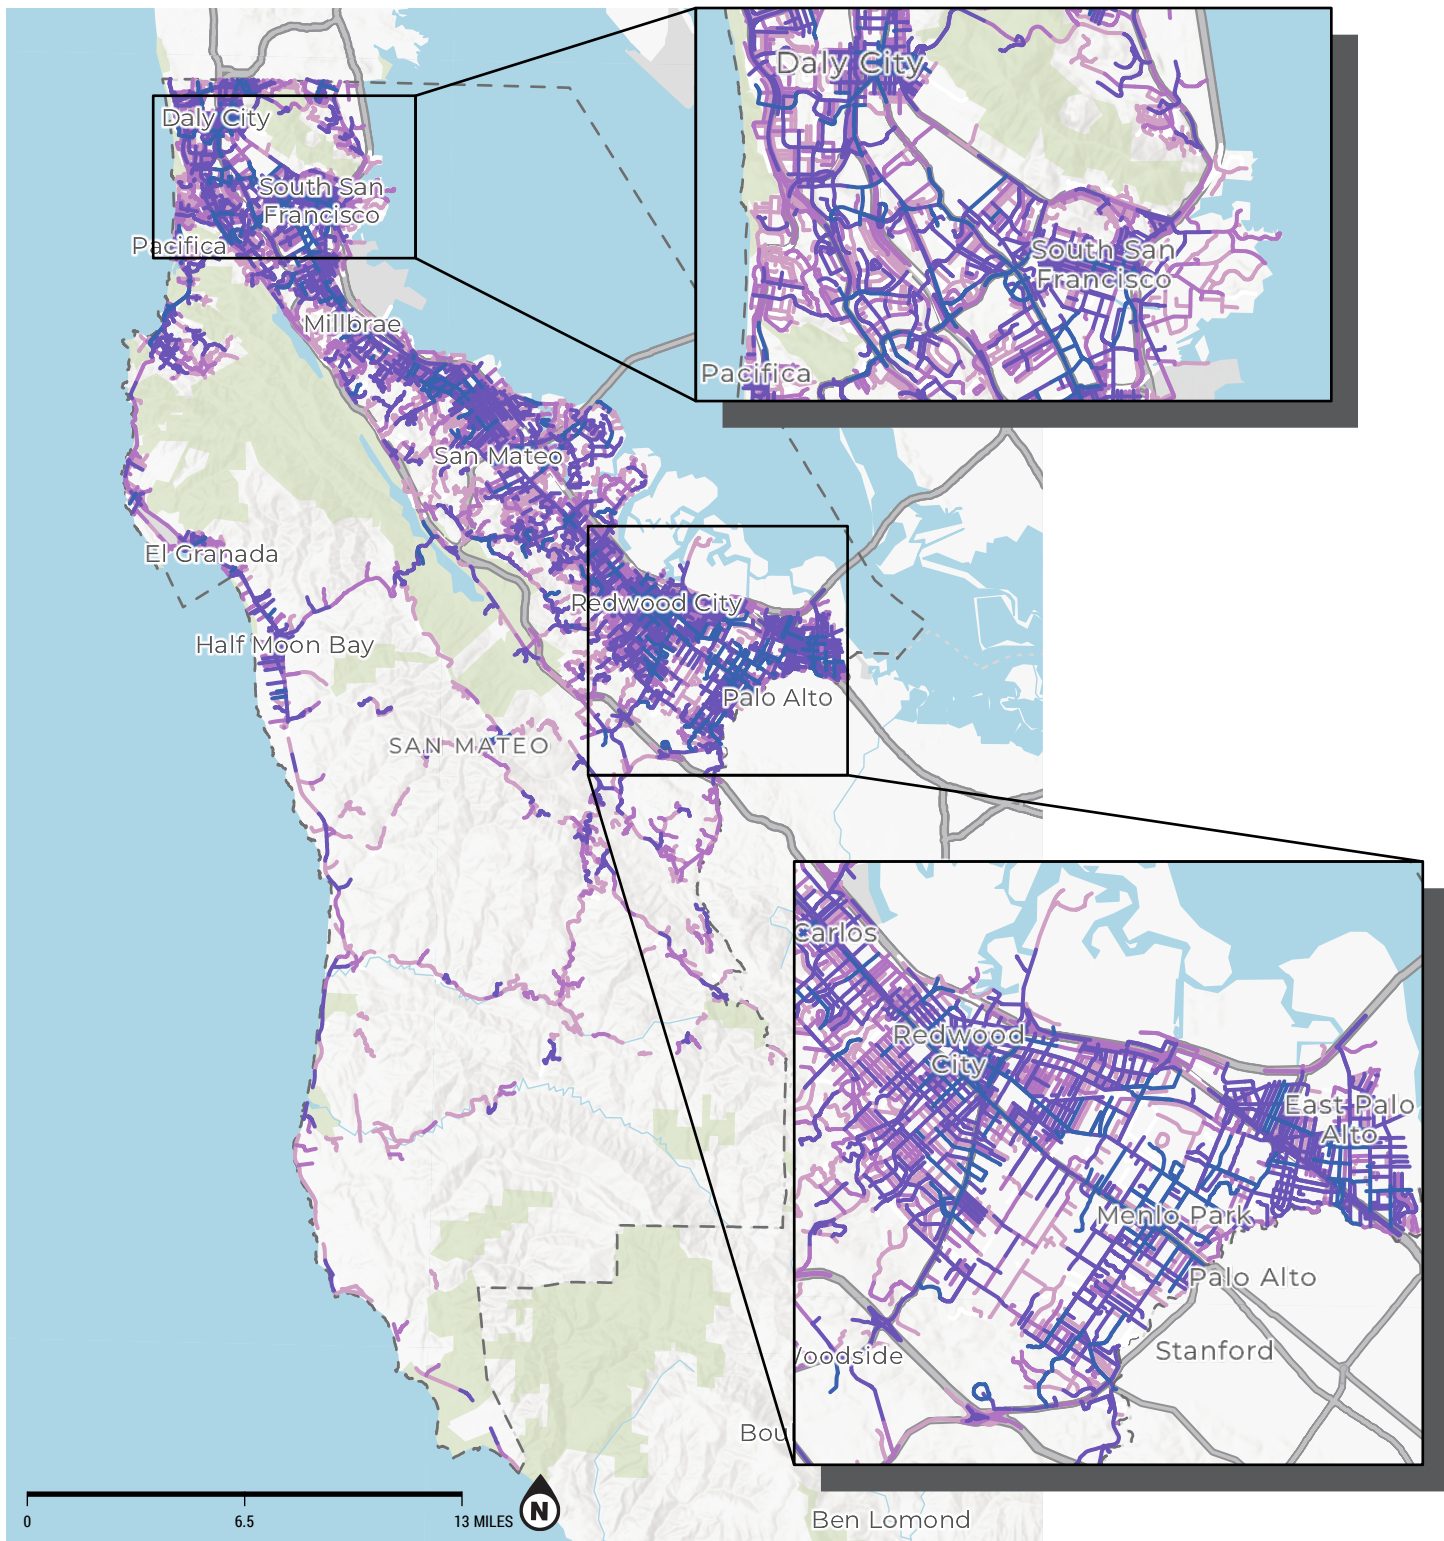 Daly City
South San
Francisco
Pacifica
Millbrae
San Mateo
El Granada
Half Moon Bay
Redwood City
Palo Alto
SAN MATEO
Daly City
South San
Francisco
Pacifica
Carlos
Redwood
City
East Palo
Alto
Menlo Park
Palo Alto
Stanford
oodside
Bou
Ben Lomond
0
6.5
13 MILES
N